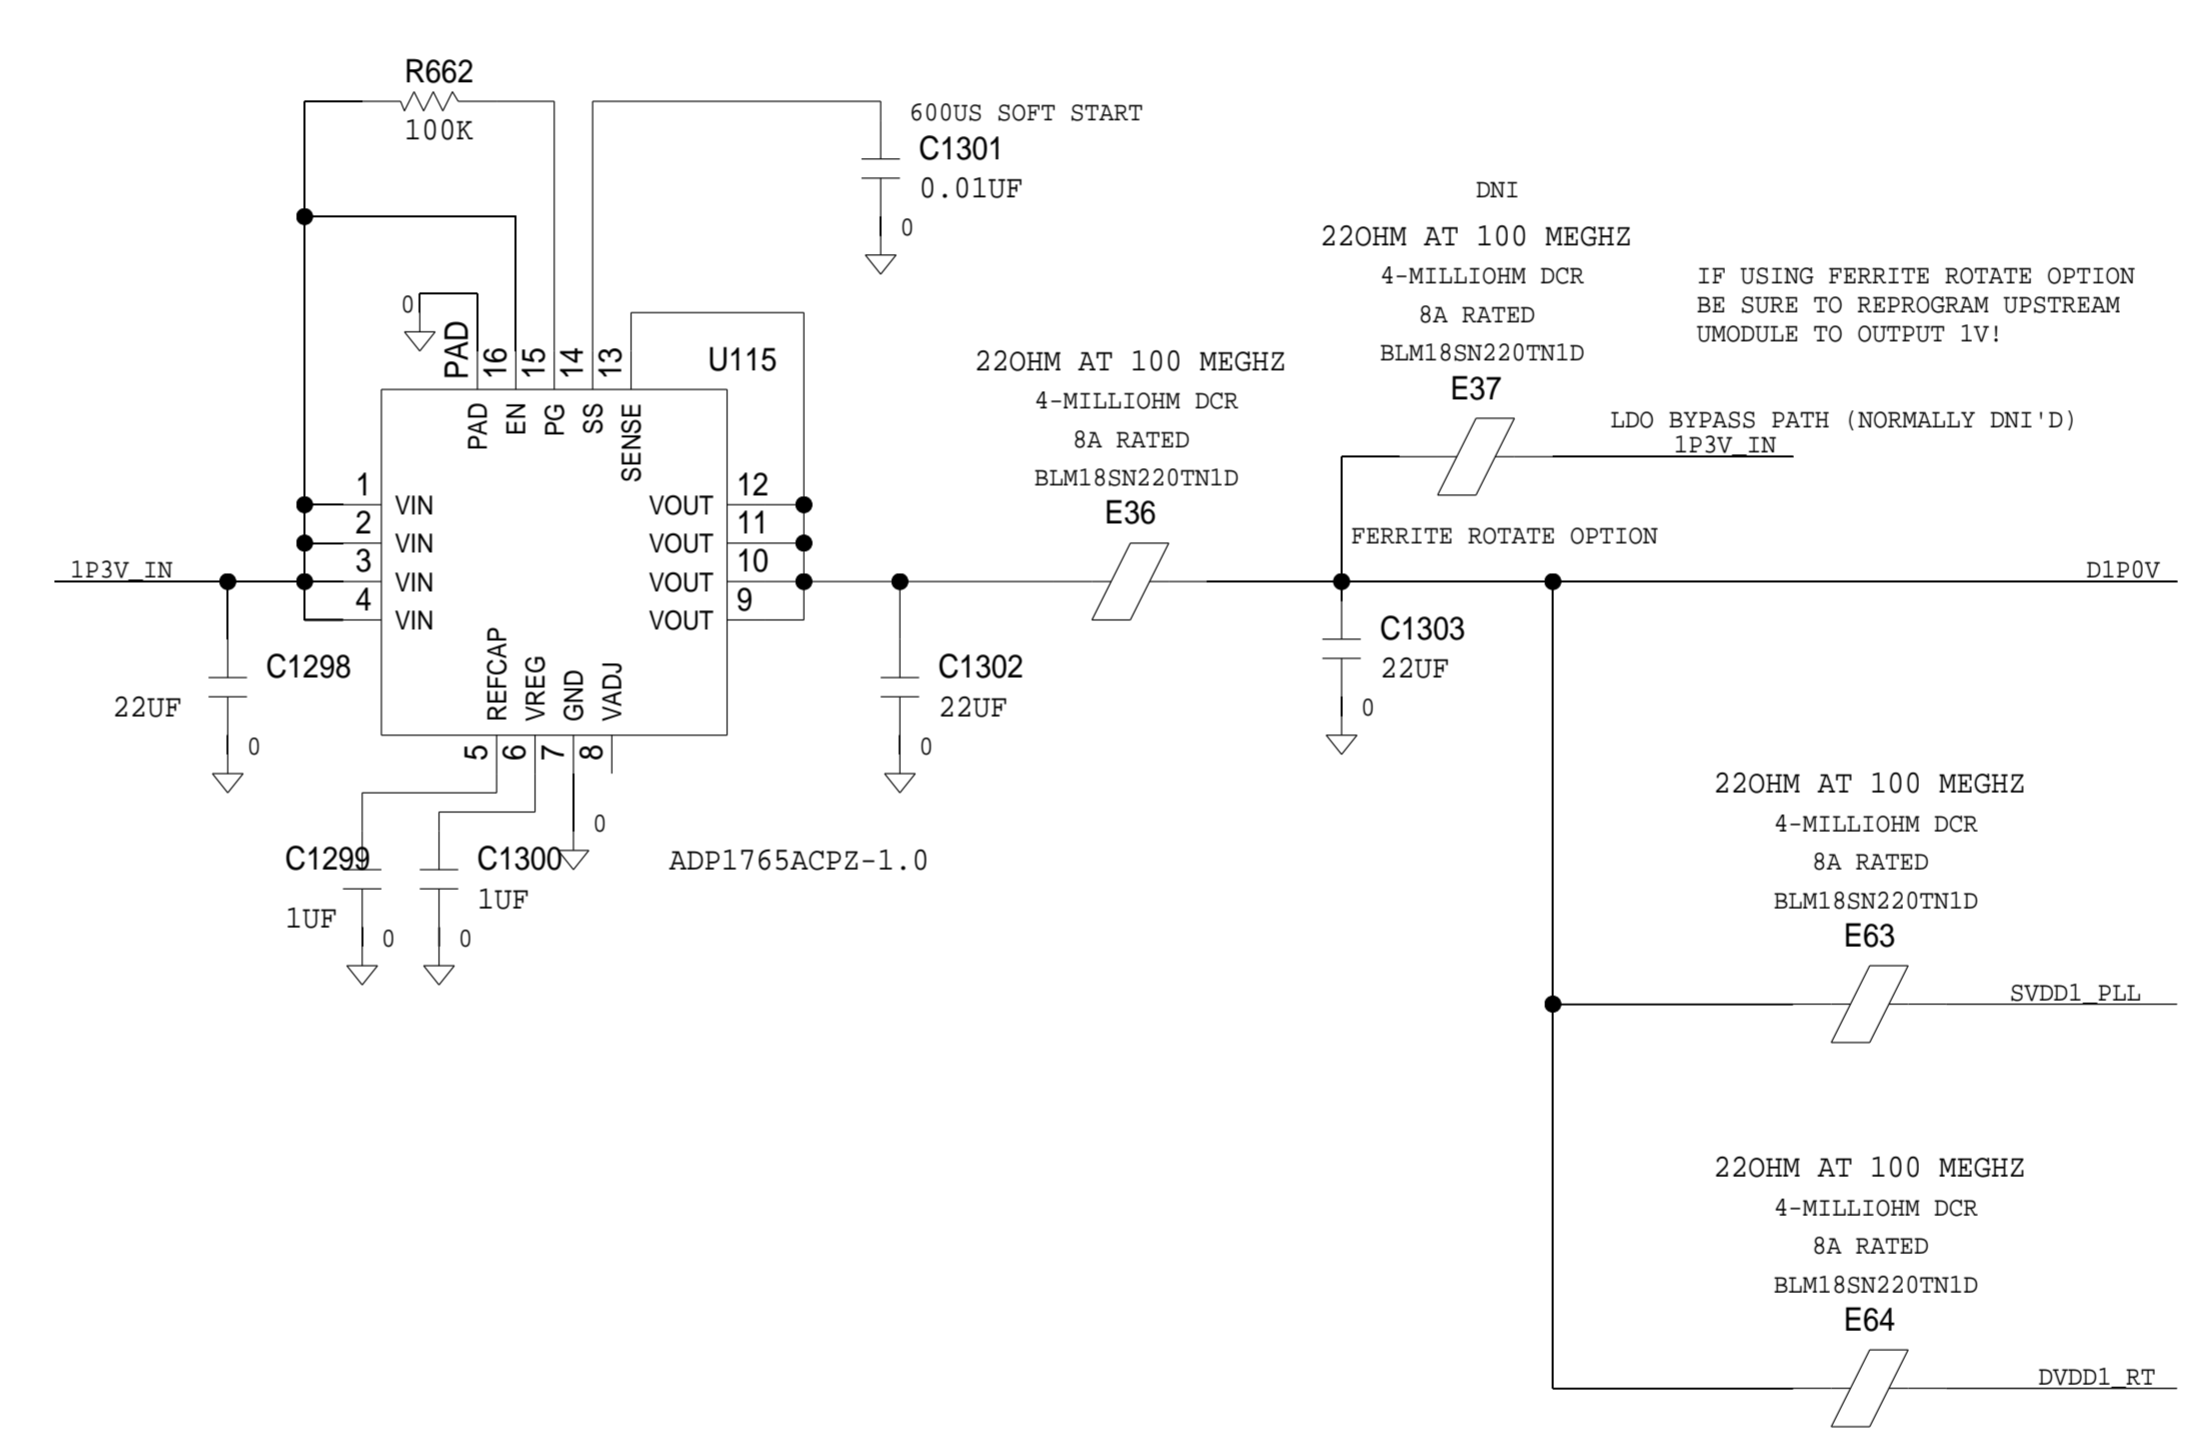 R662
100K
600US SOFT START
C1301
0.01UF
0
DNI
22OHM AT 100 MEGHZ
4-MILLIOHM DCR
8A RATED
BLM18SN220TN1D
E37
IF USING FERRITE ROTATE OPTION
BE SURE TO REPROGRAM UPSTREAM
UMODULE TO OUTPUT 1V!
LDO BYPASS PATH (NORMALLY DNI'D)
1P3V_IN
FERRITE ROTATE OPTION
22OHM AT 100 MEGHZ
4-MILLIOHM DCR
8A RATED
BLM18SN220TN1D
E36
0
PAD
16
15
14
13
U115
PAD
EN
PG
SS
SENSE
1
VIN
2
VIN
3
VIN
4
VIN
12
VOUT
11
VOUT
10
VOUT
9
VOUT
1P3V_IN
D1P0V
C1298
22UF
0
REFCAP
VREG
GND
VADJ
5
6
7
8
0
C1299
1UF
0
C1300
1UF
0
ADP1765ACPZ-1.0
C1302
22UF
0
C1303
22UF
0
22OHM AT 100 MEGHZ
4-MILLIOHM DCR
8A RATED
BLM18SN220TN1D
E63
SVDD1_PLL
22OHM AT 100 MEGHZ
4-MILLIOHM DCR
8A RATED
BLM18SN220TN1D
E64
DVDD1_RT